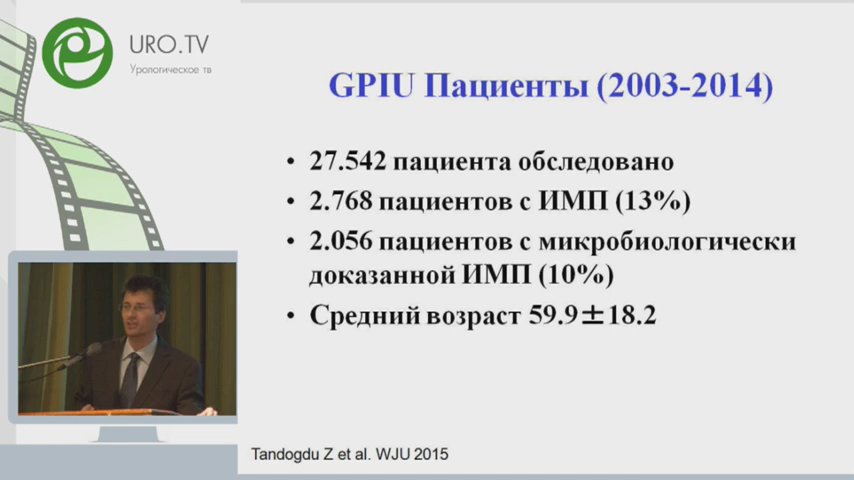 URO.TV
Урологическое тв
GPIU Пациенты (2003-2014)
• 27.542 пациента обследовано
• 2.768 пациентов с ИМП (13%)
• 2.056 пациентов с микробиологически
доказанной ИМП (10%)
• Средний возраст 59.9±18.2
Tandogdu Z et al. WJU 2015